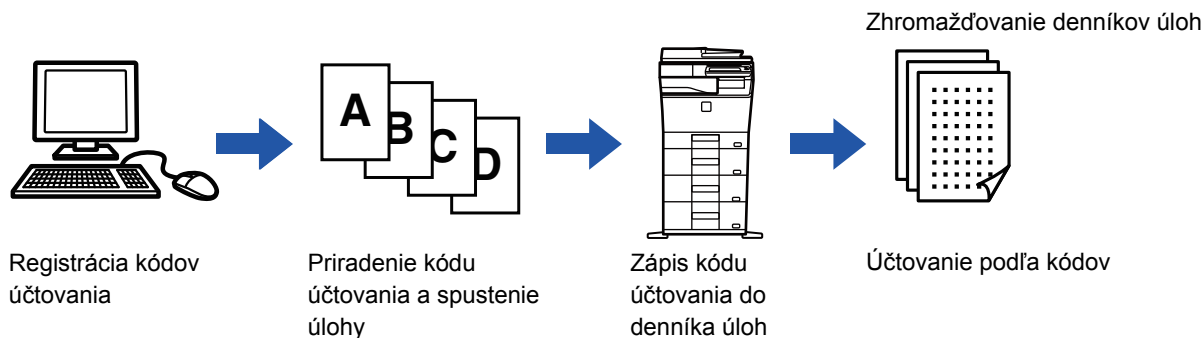 Zhromažďovanie denníkov úloh
A
B
C
D
Registrácia kódov
účtovania
Priradenie kódu
účtovania a spustenie
úlohy
Zápis kódu
účtovania do
denníka úloh
Účtovanie podľa kódov